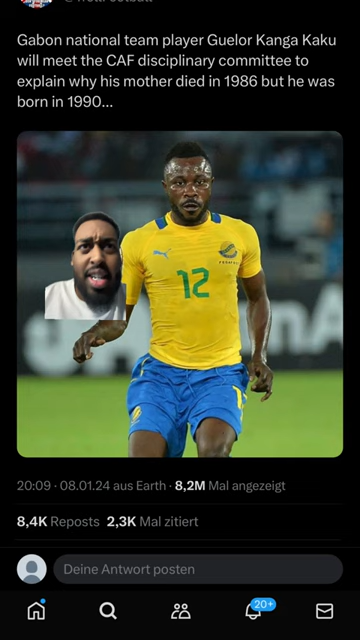 Gabon national team player Guelor Kanga Kaku
will meet the CAF disciplinary committee to
explain why his mother died in 1986 but he was
born in 1990...
12
20:09 · 08.01.24 aus Earth · 8,2M Mal angezeigt
8,4K Reposts 2,3K Mal zitiert
Deine Antwort posten
20+